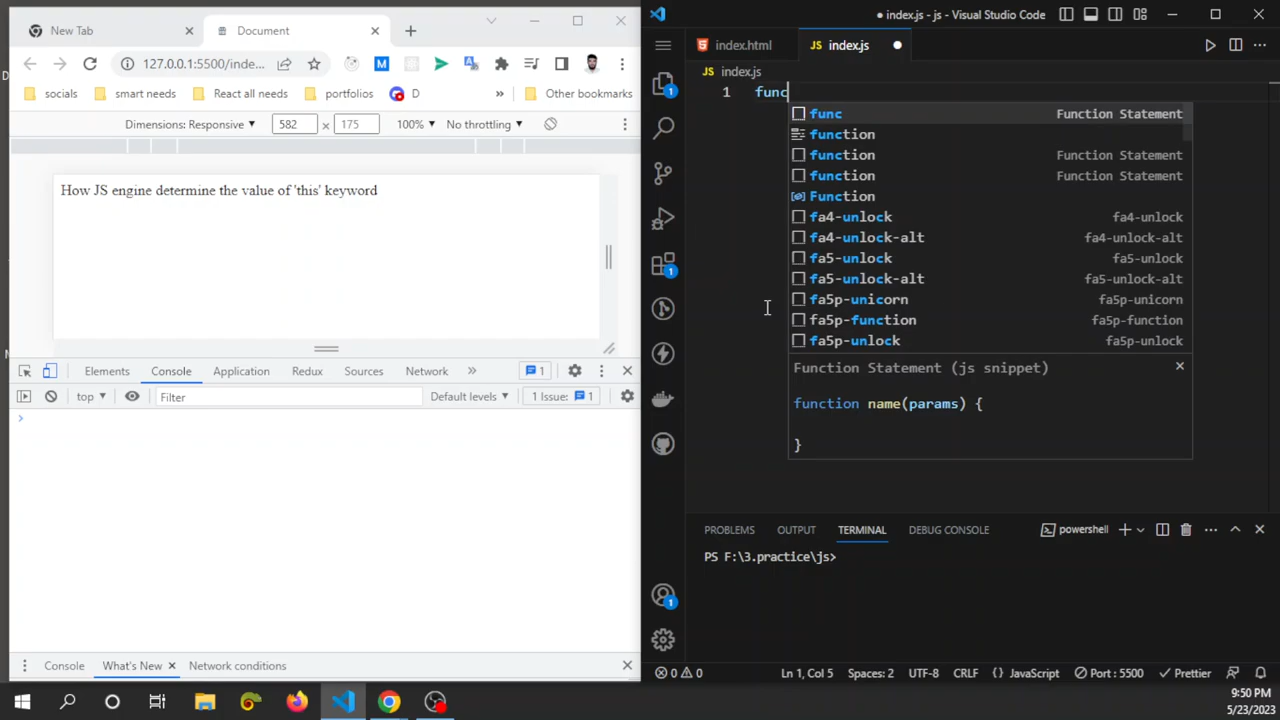 New Tab
Document
127.0.0.1:5500/inde...
socials
smart needs
React all needs
portfolios
D
»
Other bookmarks
Dimensions: Responsive
582
x
175
100%
No throttling
How JS engine determine the value of 'this' keyword
Elements
Console
Application
Redux
Sources
Network
»
1
top
Filter
Default levels
1 Issue:
1
>
Console
What's New
Network conditions
● index.js - js - Visual Studio Code
index.html
JS index.js
JS index.js
1 func
func Function Statement
function
function Function Statement
function Function Statement
Function
fa4-unlock fa4-unlock
fa4-unlock-alt fa4-unlock-alt
fa5-unlock fa5-unlock
fa5-unlock-alt fa5-unlock-alt
fa5p-unicorn fa5p-unicorn
fa5p-function fa5p-function
fa5p-unlock fa5p-unlock
Function Statement (js snippet)
function name(params) {
}
1
1
1
PROBLEMS
OUTPUT
TERMINAL
DEBUG CONSOLE
powershell
PS F:\3.practice\js>
0 0
Ln 1, Col 5
Spaces: 2
UTF-8
CRLF
{} JavaScript
Port : 5500
Prettier
9:50 PM
5/23/2023